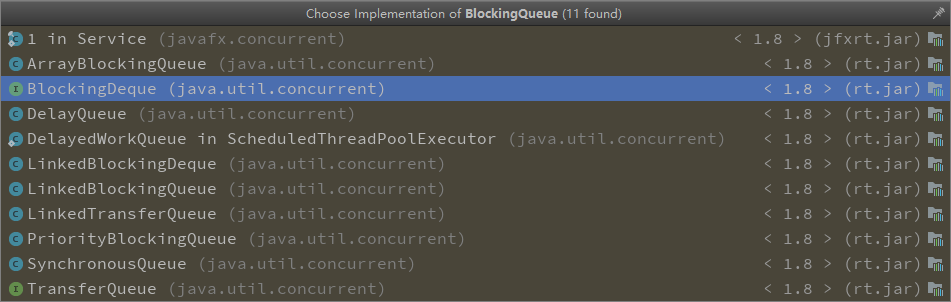 Choose Implementation of BlockingQueue (11 found)
1 in Service (javafx.concurrent) < 1.8 > (jfxrt.jar)
ArrayBlockingQueue (java.util.concurrent) < 1.8 > (rt.jar)
BlockingDeque (java.util.concurrent) < 1.8 > (rt.jar)
DelayQueue (java.util.concurrent) < 1.8 > (rt.jar)
DelayedWorkQueue in ScheduledThreadPoolExecutor (java.util.concurrent) < 1.8 > (rt.jar)
LinkedBlockingDeque (java.util.concurrent) < 1.8 > (rt.jar)
LinkedBlockingQueue (java.util.concurrent) < 1.8 > (rt.jar)
LinkedTransferQueue (java.util.concurrent) < 1.8 > (rt.jar)
PriorityBlockingQueue (java.util.concurrent) < 1.8 > (rt.jar)
SynchronousQueue (java.util.concurrent) < 1.8 > (rt.jar)
TransferQueue (java.util.concurrent) < 1.8 > (rt.jar)